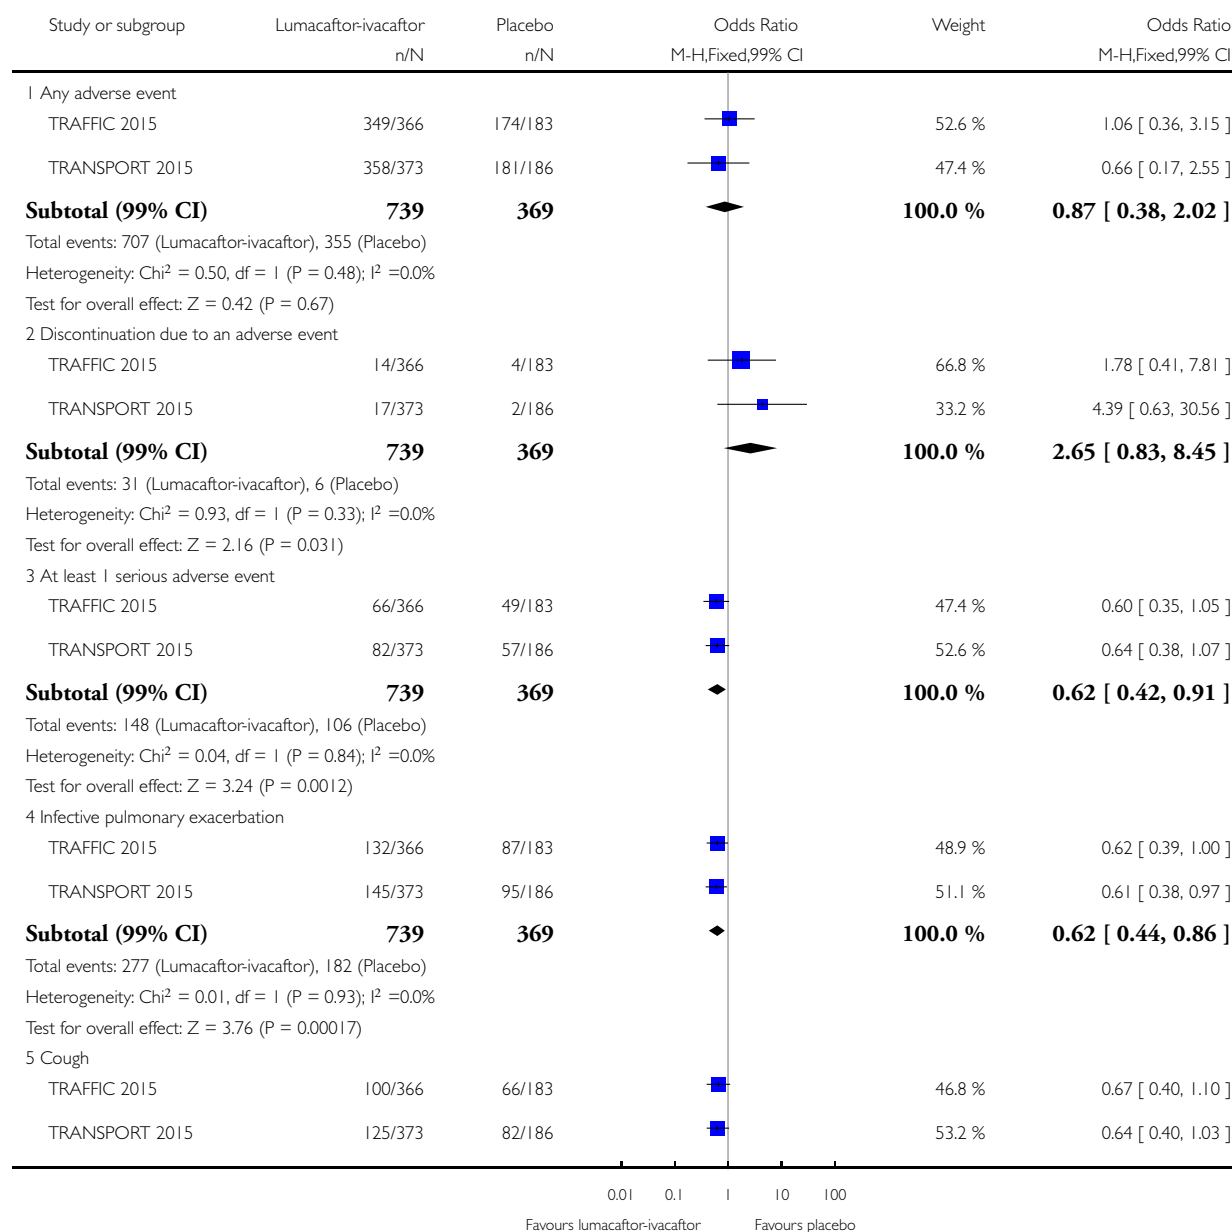 Study or subgroup Lumacaftor-ivacaftor Placebo Odds Ratio Weight Odds Ratio
n/N n/N M-H,Fixed,99% CI M-H,Fixed,99% CI
1 Any adverse event
TRAFFIC 2015 349/366 174/183 52.6 % 1.06 [ 0.36, 3.15 ]
TRANSPORT 2015 358/373 181/186 47.4 % 0.66 [ 0.17, 2.55 ]
Subtotal (99% CI) 739 369 100.0 % 0.87 [ 0.38, 2.02 ]
Total events: 707 (Lumacaftor-ivacaftor), 355 (Placebo)
Heterogeneity: Chi² = 0.50, df = 1 (P = 0.48); I² =0.0%
Test for overall effect: Z = 0.42 (P = 0.67)
2 Discontinuation due to an adverse event
TRAFFIC 2015 14/366 4/183 66.8 % 1.78 [ 0.41, 7.81 ]
TRANSPORT 2015 17/373 2/186 33.2 % 4.39 [ 0.63, 30.56 ]
Subtotal (99% CI) 739 369 100.0 % 2.65 [ 0.83, 8.45 ]
Total events: 31 (Lumacaftor-ivacaftor), 6 (Placebo)
Heterogeneity: Chi² = 0.93, df = 1 (P = 0.33); I² =0.0%
Test for overall effect: Z = 2.16 (P = 0.031)
3 At least 1 serious adverse event
TRAFFIC 2015 66/366 49/183 47.4 % 0.60 [ 0.35, 1.05 ]
TRANSPORT 2015 82/373 57/186 52.6 % 0.64 [ 0.38, 1.07 ]
Subtotal (99% CI) 739 369 100.0 % 0.62 [ 0.42, 0.91 ]
Total events: 148 (Lumacaftor-ivacaftor), 106 (Placebo)
Heterogeneity: Chi² = 0.04, df = 1 (P = 0.84); I² =0.0%
Test for overall effect: Z = 3.24 (P = 0.0012)
4 Infective pulmonary exacerbation
TRAFFIC 2015 132/366 87/183 48.9 % 0.62 [ 0.39, 1.00 ]
TRANSPORT 2015 145/373 95/186 51.1 % 0.61 [ 0.38, 0.97 ]
Subtotal (99% CI) 739 369 100.0 % 0.62 [ 0.44, 0.86 ]
Total events: 277 (Lumacaftor-ivacaftor), 182 (Placebo)
Heterogeneity: Chi² = 0.01, df = 1 (P = 0.93); I² =0.0%
Test for overall effect: Z = 3.76 (P = 0.00017)
5 Cough
TRAFFIC 2015 100/366 66/183 46.8 % 0.67 [ 0.40, 1.10 ]
TRANSPORT 2015 125/373 82/186 53.2 % 0.64 [ 0.40, 1.03 ]
0.01 0.1 1 10 100
Favours lumacaftor-ivacaftor Favours placebo